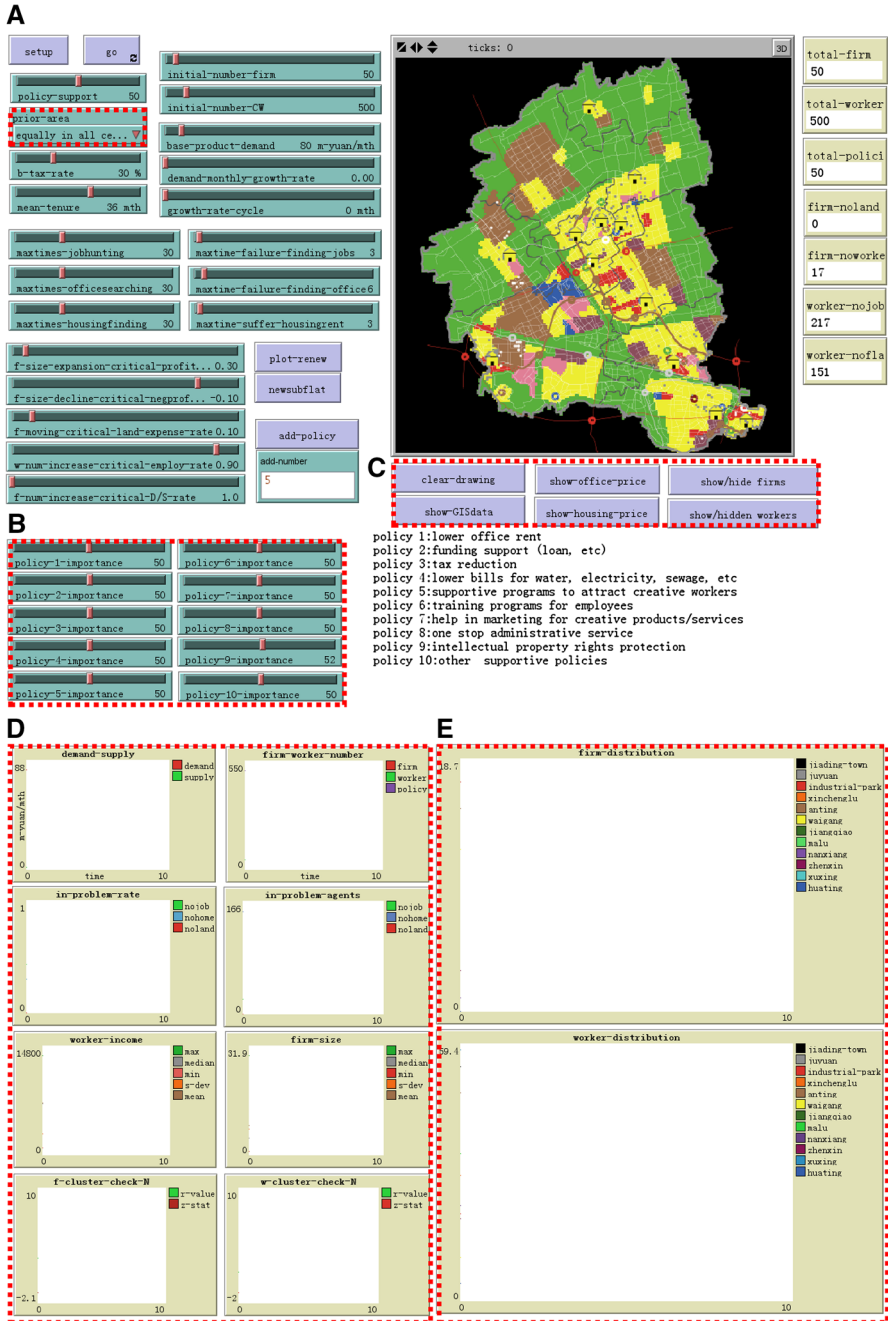 A
setup
go
policy-support 50
prior-area
equally in all ce...
b-tax-rate 30 %
mean-tenure 36 mth
initial-number-firm 50
initial-number-CW 500
base-product-demand 80 m-yuan/mth
demand-monthly-growth-rate 0.00
growth-rate-cycle 0 mth
maxtimes-jobhunting 30
maxtimes-officesearching 30
maxtimes-housingfinding 30
maxtimes-failure-finding-jobs 3
maxtimes-failure-finding-office 6
maxtime-suffer-housingrent 3
f-size-expansion-critical-profit... 0.30
f-size-decline-critical-negprof... -0.10
f-moving-critical-land-expense-rate 0.10
w-num-increase-critical-employ-rate 0.90
f-num-increase-critical-D/S-rate 1.0
plot-renew
newsubflat
add-policy
add-number
5
ticks: 0
3D
total-firm
50
total-worker
500
total-polici
50
firm-noland
0
firm-noworke
17
worker-nojob
217
worker-nofla
151
C
clear-drawing
show-office-price
show/hide firms
show-GISdata
show-housing-price
show/hidden workers
policy 1:lower office rent
policy 2:funding support (loan, etc)
policy 3:tax reduction
policy 4:lower bills for water, electricity, sewage, etc
policy 5:supportive programs to attract creative workers
policy 6:training programs for employees
policy 7:help in marketing for creative products/services
policy 8:one stop administrative service
policy 9:intellectual property rights protection
policy 10:other supportive policies
B
policy-1-importance 50
policy-2-importance 50
policy-3-importance 50
policy-4-importance 50
policy-5-importance 50
policy-6-importance 50
policy-7-importance 50
policy-8-importance 50
policy-9-importance 52
policy-10-importance 50
D
demand-supply
88
m-yuan/mth
0
0
time
10
demand
supply
firm-worker-number
550
0
0
time
10
firm
worker
policy
in-problem-rate
1
0
0
10
nojob
nohome
noland
in-problem-agents
166
0
0
10
nojob
nohome
noland
worker-income
14800
0
0
10
max
median
min
s-dev
mean
firm-size
31.9
0
0
10
max
median
min
s-dev
mean
f-cluster-check-N
10
-2.1
0
10
r-value
z-stat
w-cluster-check-N
10
-2
0
10
r-value
z-stat
E
firm-distribution
18.7
0
0
10
jiading-town
juyuan
industrial-park
xinchenglu
anting
waigang
jiangqiao
malu
nanxiang
zhenxin
xuxing
huating
worker-distribution
59.4
0
0
10
jiading-town
juyuan
industrial-park
xinchenglu
anting
waigang
jiangqiao
malu
nanxiang
zhenxin
xuxing
huating